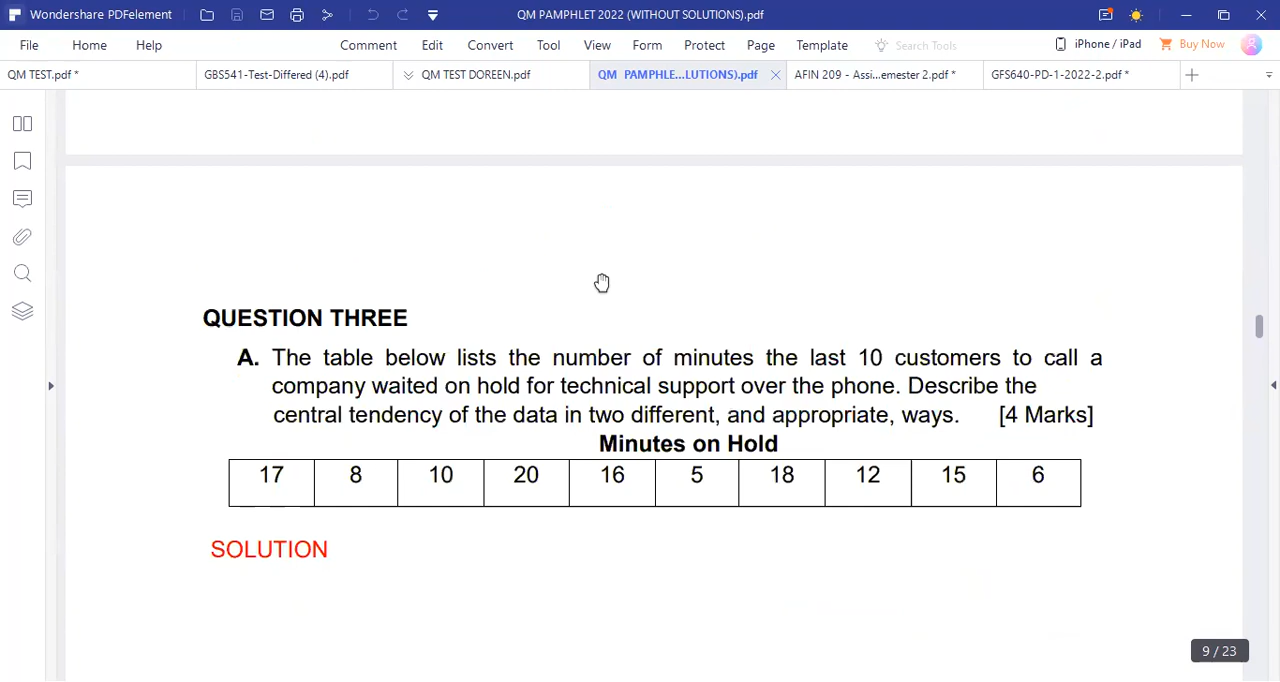 Wondershare PDFelement
QM PAMPHLET 2022 (WITHOUT SOLUTIONS).pdf
File Home Help Comment Edit Convert Tool View Form Protect Page Template Search Tools iPhone / iPad Buy Now
QM TEST.pdf * GBS541-Test-Differed (4).pdf QM TEST DOREEN.pdf QM PAMPHLE...LUTIONS).pdf AFIN 209 - Assi...emester 2.pdf * GFS640-PD-1-2022-2.pdf *
QUESTION THREE
A. The table below lists the number of minutes the last 10 customers to call a
company waited on hold for technical support over the phone. Describe the
central tendency of the data in two different, and appropriate, ways. [4 Marks]
Minutes on Hold
17 8 10 20 16 5 18 12 15 6
SOLUTION
9 / 23